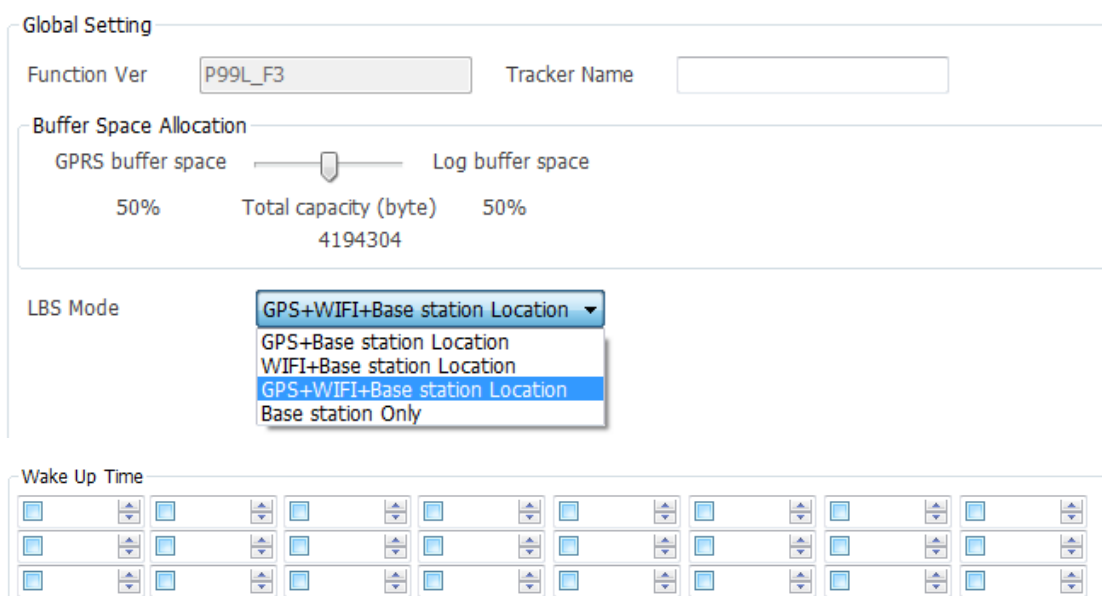 Global Setting
Function Ver P99L_F3 Tracker Name
Buffer Space Allocation
GPRS buffer space Log buffer space
50% Total capacity (byte) 50%
4194304
LBS Mode GPS+WIFI+Base station Location
GPS+Base station Location
WIFI+Base station Location
GPS+WIFI+Base station Location
Base station Only
Wake Up Time